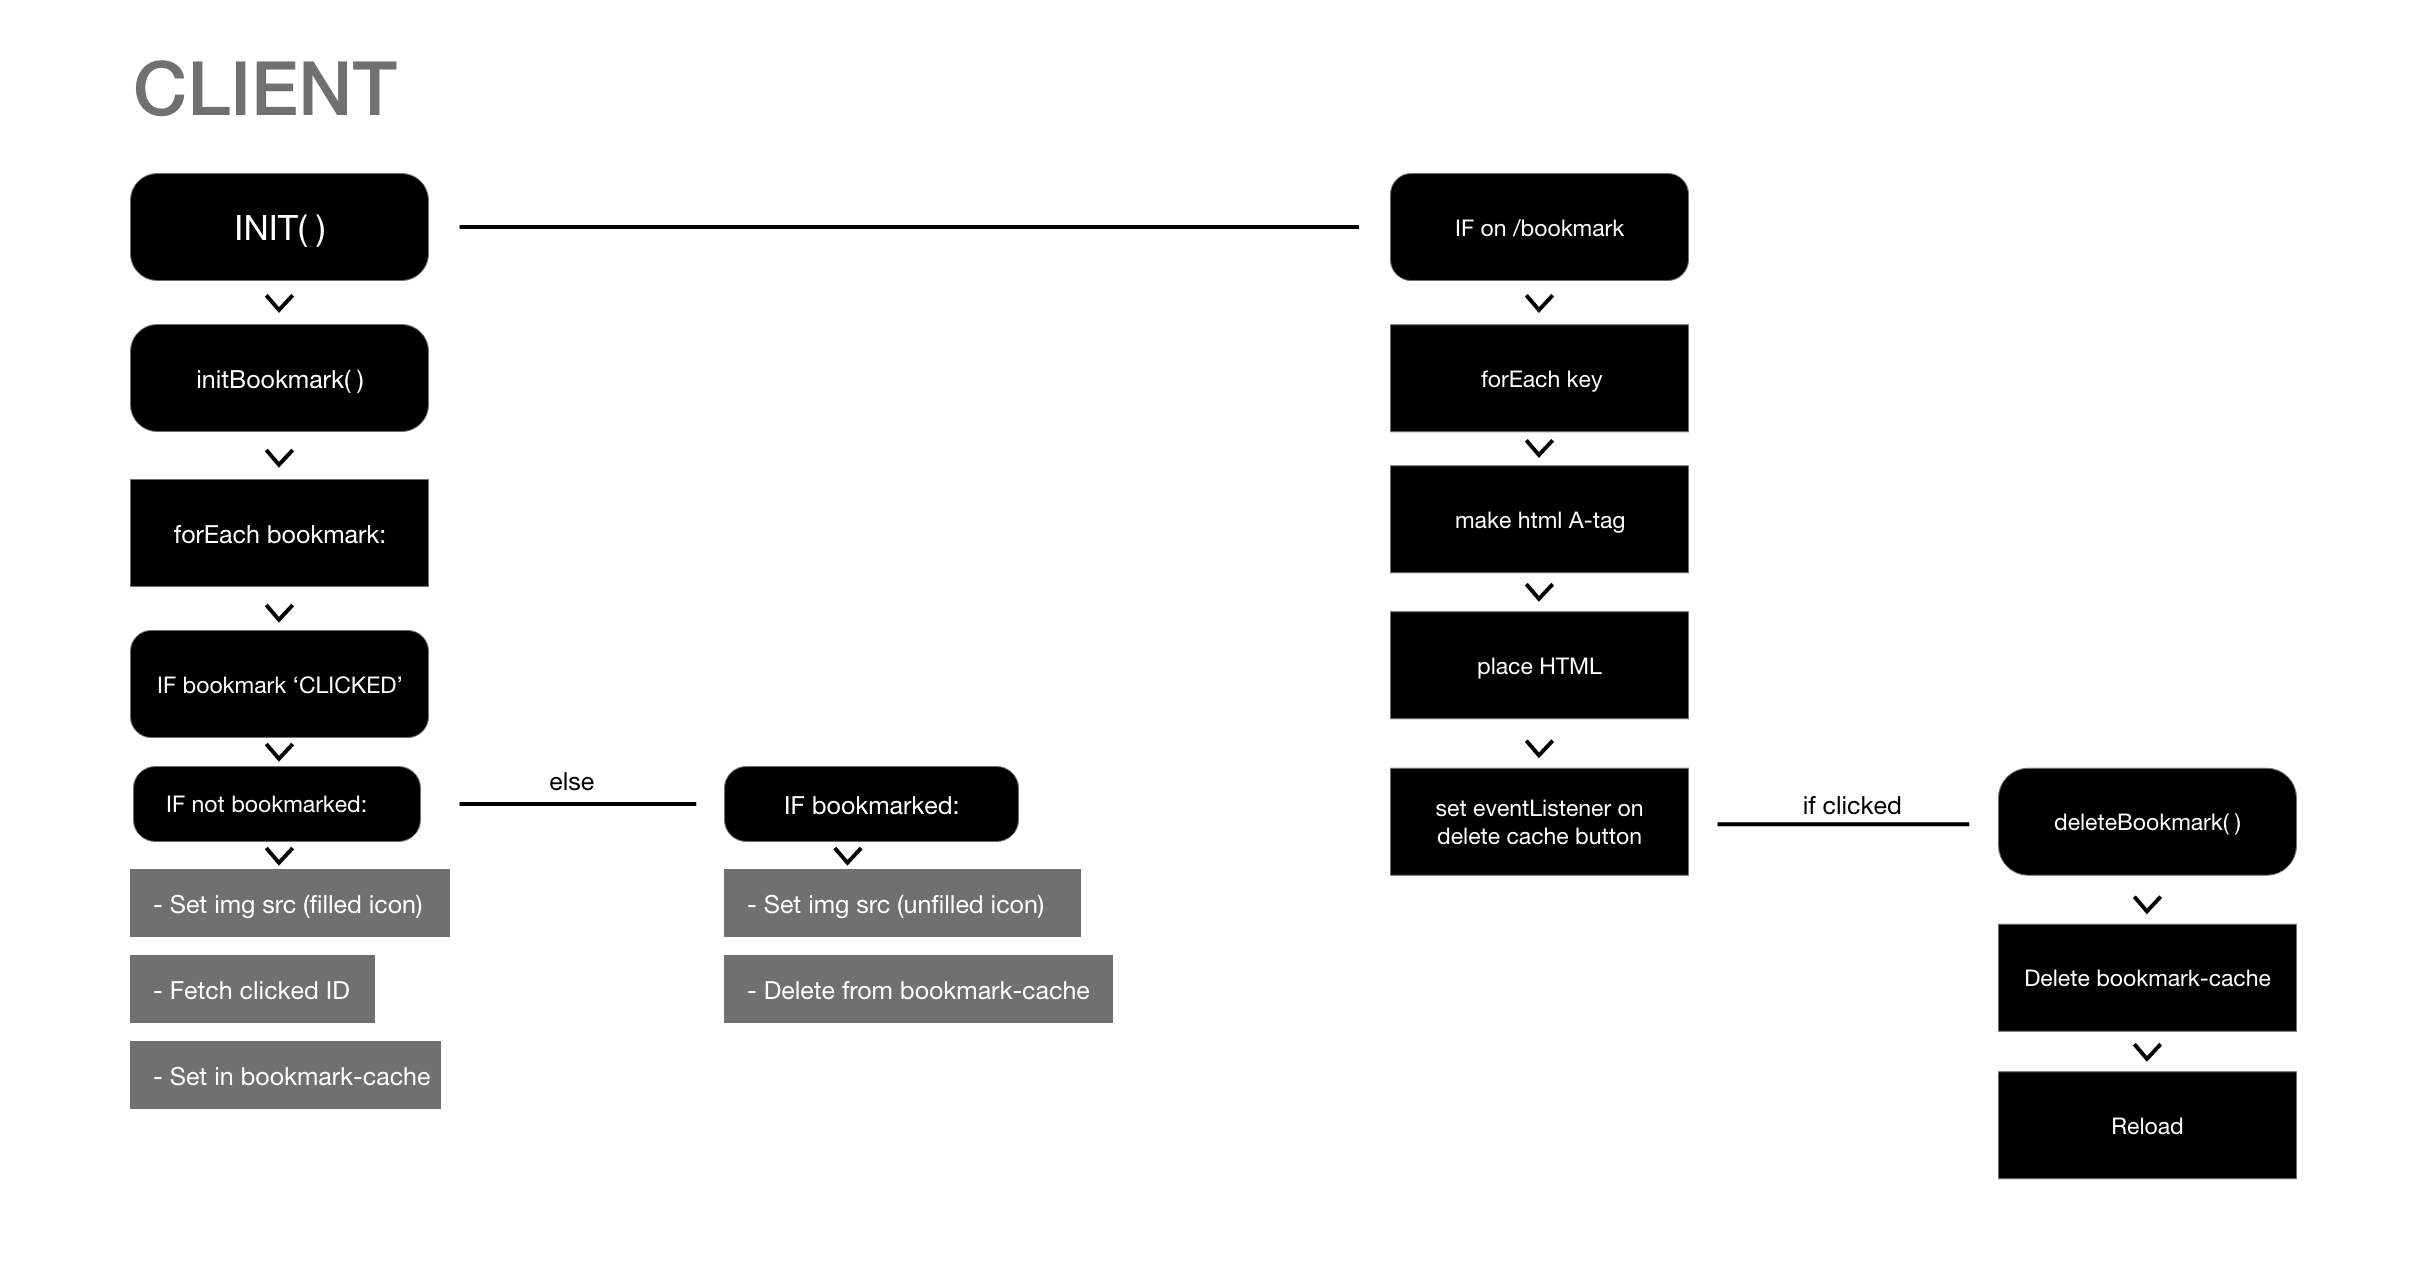 CLIENT
INIT( )
initBookmark( )
forEach bookmark:
IF bookmark ‘CLICKED’
IF not bookmarked:
- Set img src (filled icon)
- Fetch clicked ID
- Set in bookmark-cache
else
IF bookmarked:
- Set img src (unfilled icon)
- Delete from bookmark-cache
IF on /bookmark
forEach key
make html A-tag
place HTML
set eventListener on
delete cache button
if clicked
deleteBookmark( )
Delete bookmark-cache
Reload